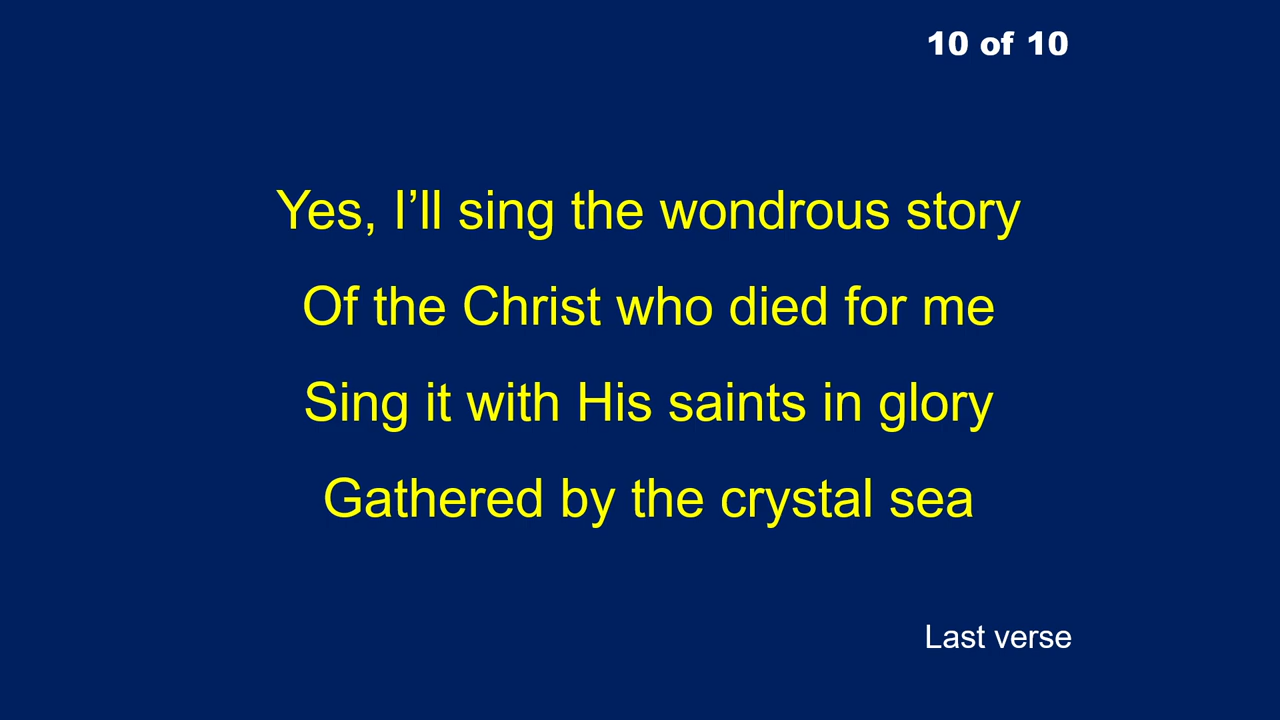 10 of 10
Yes, I’ll sing the wondrous story
Of the Christ who died for me
Sing it with His saints in glory
Gathered by the crystal sea
Last verse